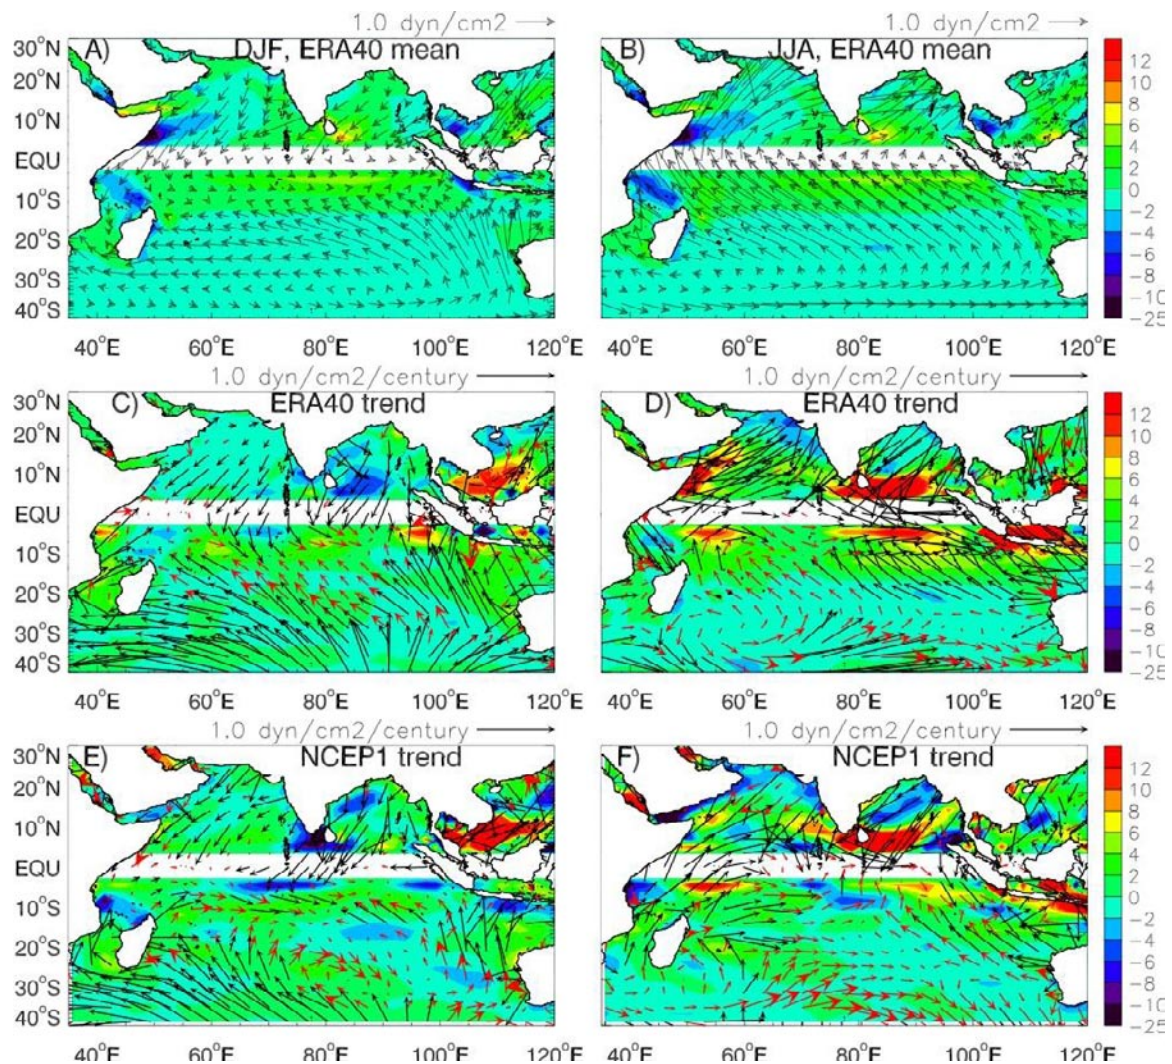 1.0 dyn/cm2 1.0 dyn/cm2
A) DJF, ERA40 mean B) JJA, ERA40 mean
30°N
20°N
10°N
EQU
10°S
20°S
30°S
40°S
12
10
8
6
4
2
0
−2
−4
−6
−8
−10
−25
40°E 60°E 80°E 100°E 120°E 40°E 60°E 80°E 100°E 120°E
1.0 dyn/cm2/century 1.0 dyn/cm2/century
C) ERA40 trend D) ERA40 trend
30°N
20°N
10°N
EQU
10°S
20°S
30°S
40°S
12
10
8
6
4
2
0
−2
−4
−6
−8
−10
−25
40°E 60°E 80°E 100°E 120°E 40°E 60°E 80°E 100°E 120°E
1.0 dyn/cm2/century 1.0 dyn/cm2/century
E) NCEP1 trend F) NCEP1 trend
30°N
20°N
10°N
EQU
10°S
20°S
30°S
40°S
12
10
8
6
4
2
0
−2
−4
−6
−8
−10
−25
40°E 60°E 80°E 100°E 120°E 40°E 60°E 80°E 100°E 120°E